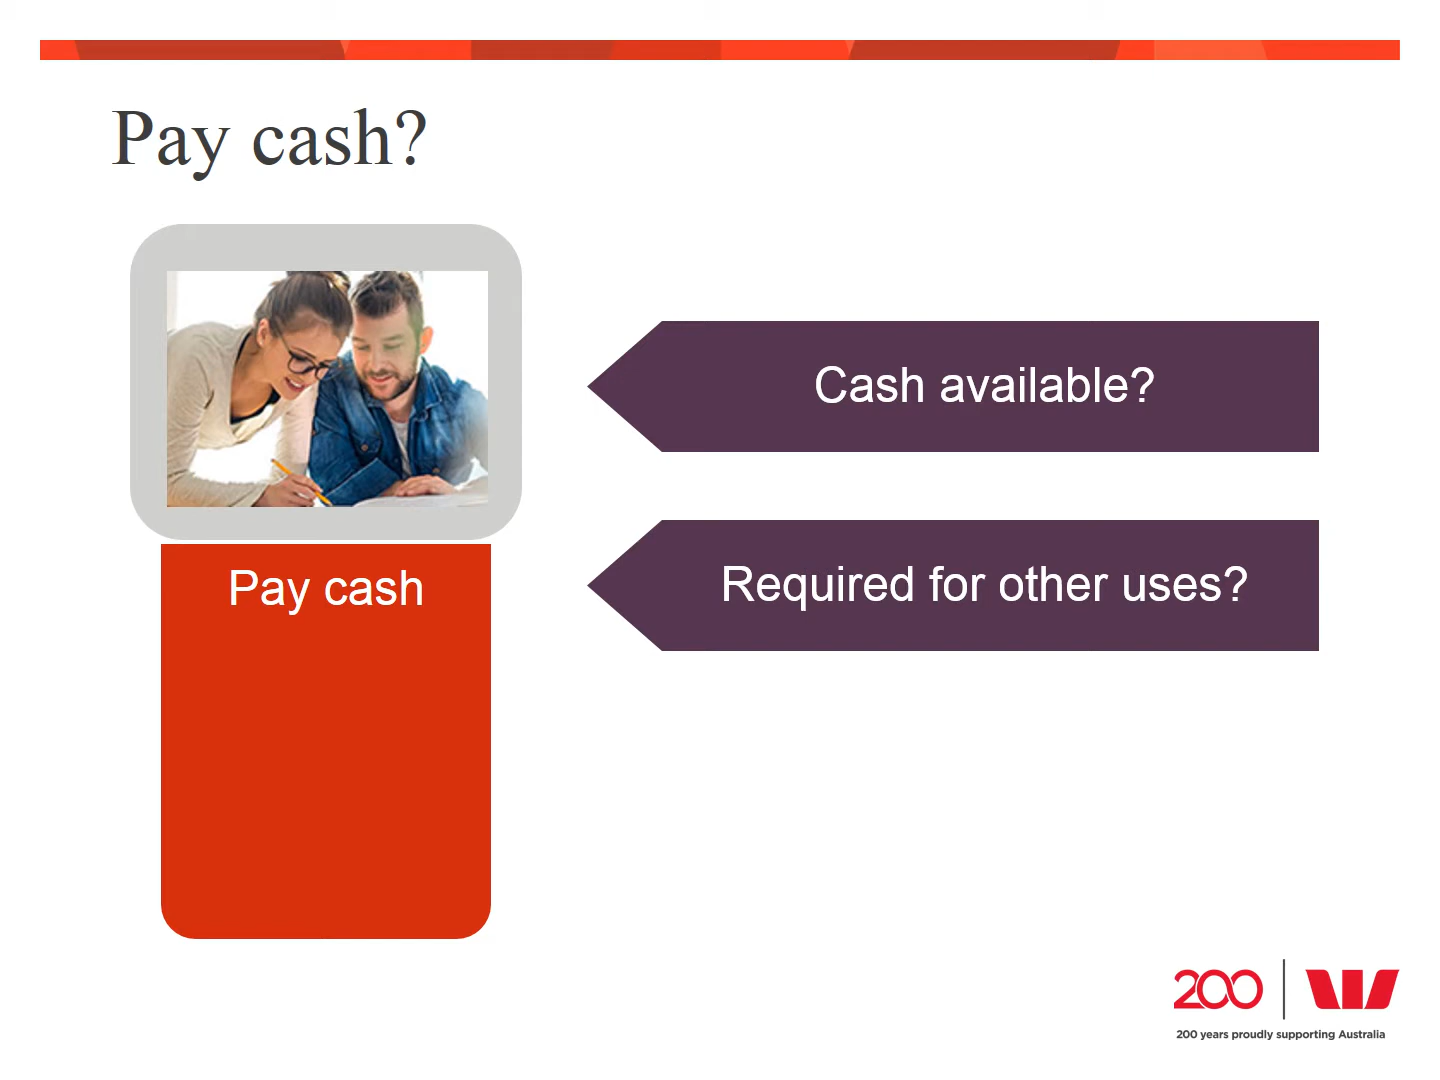 Pay cash?
Cash available?
Pay cash
Required for other uses?
200
200 years proudly supporting Australia